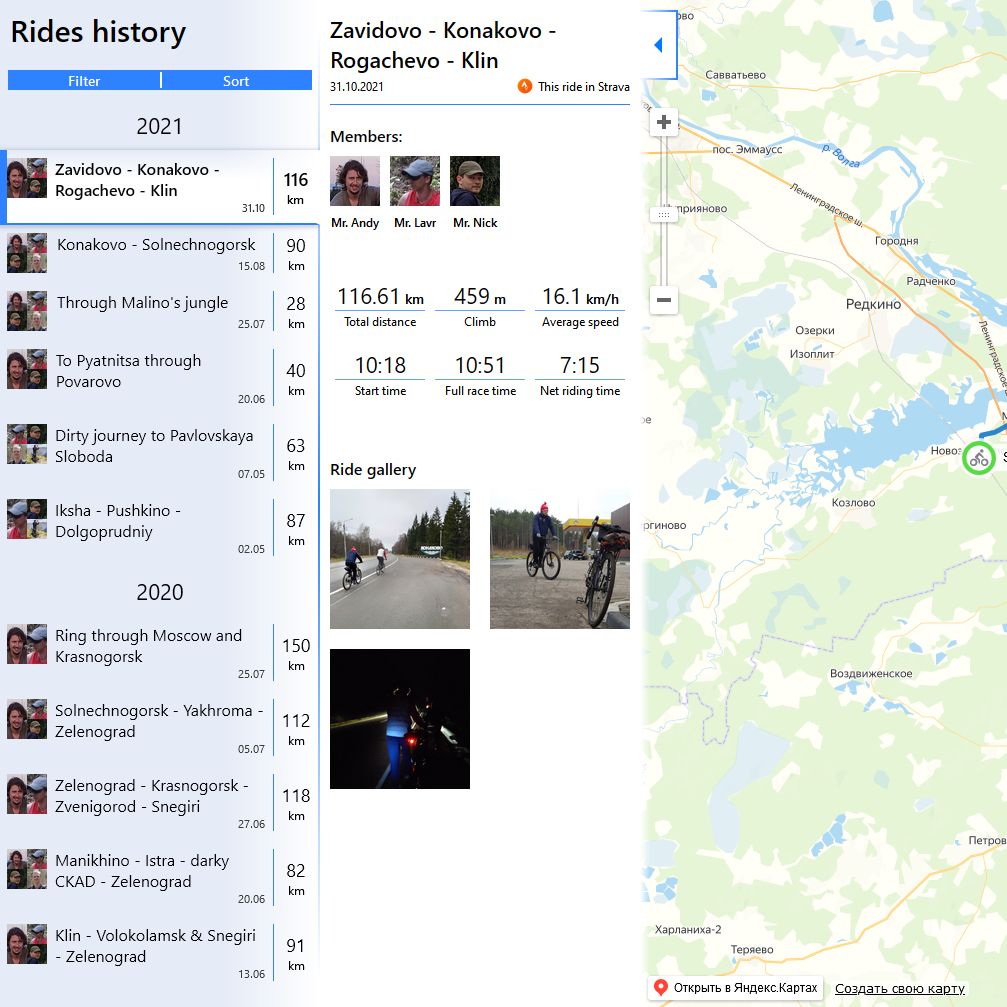 Rides history
Filter
Sort
2021
Zavidovo - Konakovo -
Rogachevo - Klin
31.10
116
km
Konakovo - Solnechnogorsk
15.08
90
km
Through Malino's jungle
25.07
28
km
To Pyatnitsa through
Povarovo
20.06
40
km
Dirty journey to Pavlovskaya
Sloboda
07.05
63
km
Iksha - Pushkino -
Dolgoprudniy
02.05
87
km
2020
Ring through Moscow and
Krasnogorsk
25.07
150
km
Solnechnogorsk - Yakhroma -
Zelenograd
05.07
112
km
Zelenograd - Krasnogorsk -
Zvenigorod - Snegiri
27.06
118
km
Manikhino - Istra - darky
CKAD - Zelenograd
20.06
82
km
Klin - Volokolamsk & Snegiri
- Zelenograd
13.06
91
km
Zavidovo - Konakovo -
Rogachevo - Klin
31.10.2021
This ride in Strava
Members:
Mr. Andy
Mr. Lavr
Mr. Nick
116.61 km
Total distance
459 m
Climb
16.1 km/h
Average speed
10:18
Start time
10:51
Full race time
7:15
Net riding time
Ride gallery
Савватьево
пос. Эммаусс
р. Волга
Ленинградское ш.
Городня
Радченко
Редкино
Озерки
Изоплит
Ленинградское
Новоз
Козлово
Воздвиженское
Петров
Харланиха-2
Теряево
Открыть в Яндекс.Картах
Создать свою карту